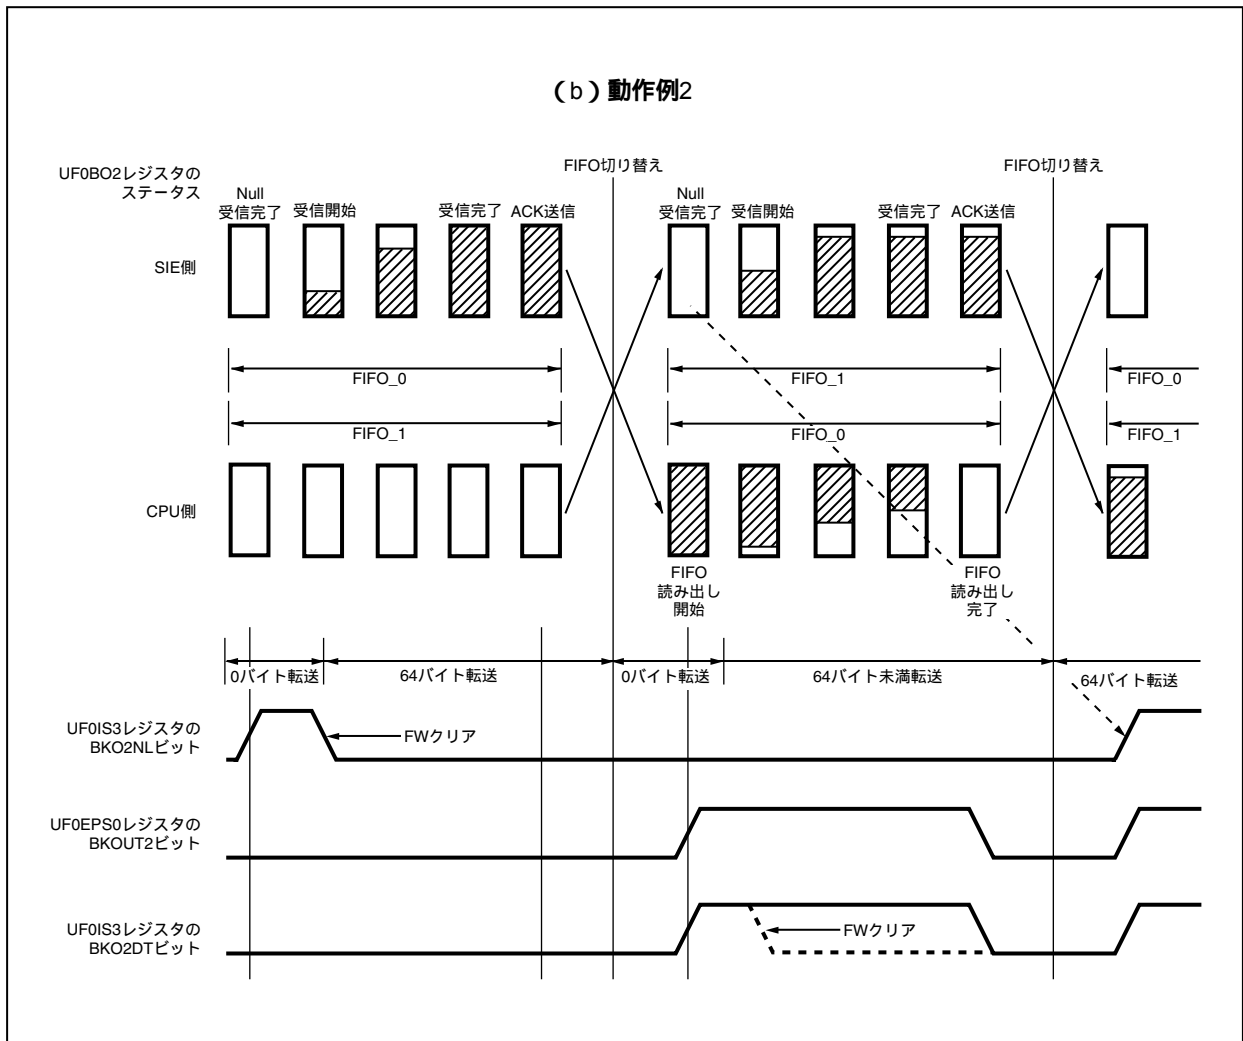 (b)動作例2
UF0BO2レジスタの
ステータス
FIFO切り替え
FIFO切り替え
Null
受信完了
受信開始
受信完了
ACK送信
Null
受信完了
受信開始
受信完了
ACK送信
SIE側
FIFO_0
FIFO_1
FIFO_0
FIFO_1
FIFO_0
FIFO_1
CPU側
FIFO
読み出し
開始
FIFO
読み出し
完了
0バイト転送
64バイト転送
0バイト転送
64バイト未満転送
64バイト転送
UF0IS3レジスタの
BKO2NLビット
FWクリア
UF0EPS0レジスタの
BKOUT2ビット
UF0IS3レジスタの
BKO2DTビット
FWクリア